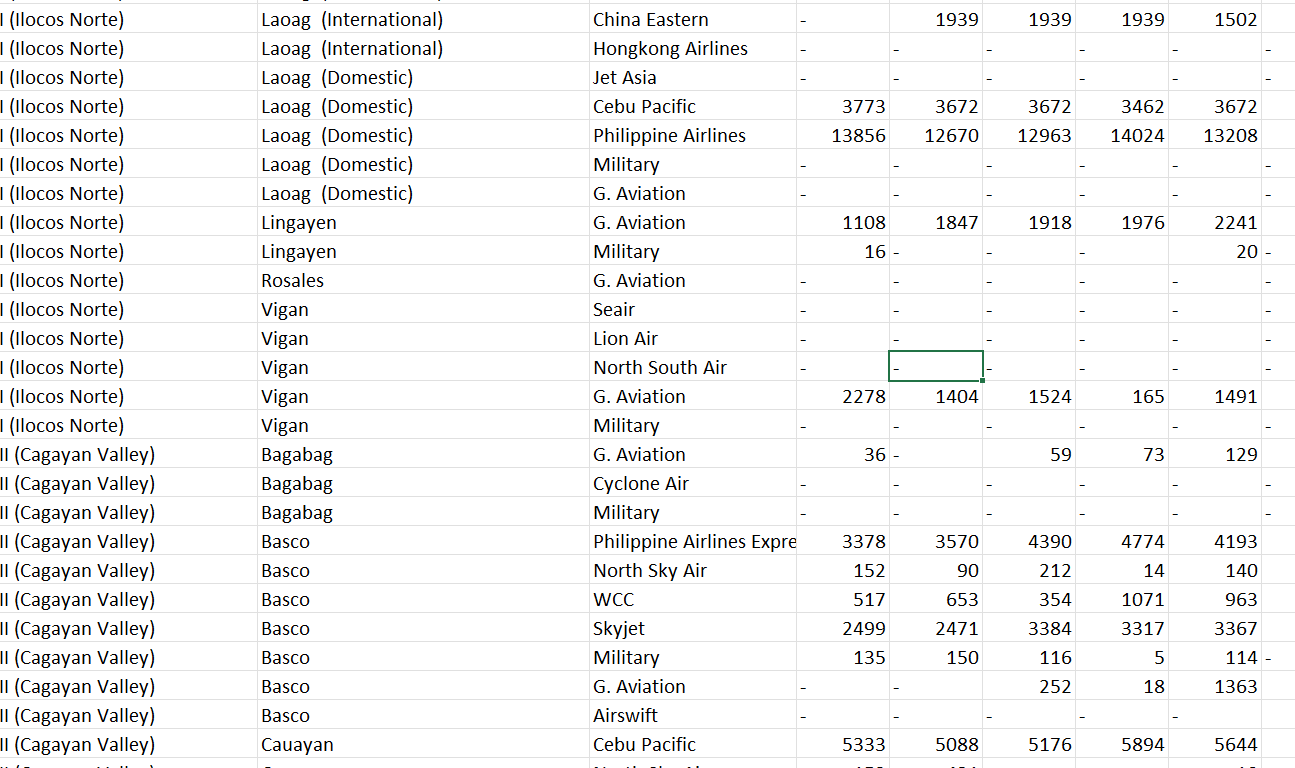 I (Ilocos Norte) Laoag (International) China Eastern - 1939 1939 1939 1502
I (Ilocos Norte) Laoag (International) Hongkong Airlines - - - - - -
I (Ilocos Norte) Laoag (Domestic) Jet Asia - - - - - -
I (Ilocos Norte) Laoag (Domestic) Cebu Pacific 3773 3672 3672 3462 3672
I (Ilocos Norte) Laoag (Domestic) Philippine Airlines 13856 12670 12963 14024 13208
I (Ilocos Norte) Laoag (Domestic) Military - - - - - -
I (Ilocos Norte) Laoag (Domestic) G. Aviation - - - - - -
I (Ilocos Norte) Lingayen G. Aviation 1108 1847 1918 1976 2241
I (Ilocos Norte) Lingayen Military 16 - - - 20 -
I (Ilocos Norte) Rosales G. Aviation - - - - - -
I (Ilocos Norte) Vigan Seair - - - - - -
I (Ilocos Norte) Vigan Lion Air - - - - - -
I (Ilocos Norte) Vigan North South Air - - - - - -
I (Ilocos Norte) Vigan G. Aviation 2278 1404 1524 165 1491
I (Ilocos Norte) Vigan Military - - - - - -
II (Cagayan Valley) Bagabag G. Aviation 36 - 59 73 129
II (Cagayan Valley) Bagabag Cyclone Air - - - - - -
II (Cagayan Valley) Bagabag Military - - - - - -
II (Cagayan Valley) Basco Philippine Airlines Expre 3378 3570 4390 4774 4193
II (Cagayan Valley) Basco North Sky Air 152 90 212 14 140
II (Cagayan Valley) Basco WCC 517 653 354 1071 963
II (Cagayan Valley) Basco Skyjet 2499 2471 3384 3317 3367
II (Cagayan Valley) Basco Military 135 150 116 5 114 -
II (Cagayan Valley) Basco G. Aviation - - 252 18 1363
II (Cagayan Valley) Basco Airswift - - - - -
II (Cagayan Valley) Cauayan Cebu Pacific 5333 5088 5176 5894 5644